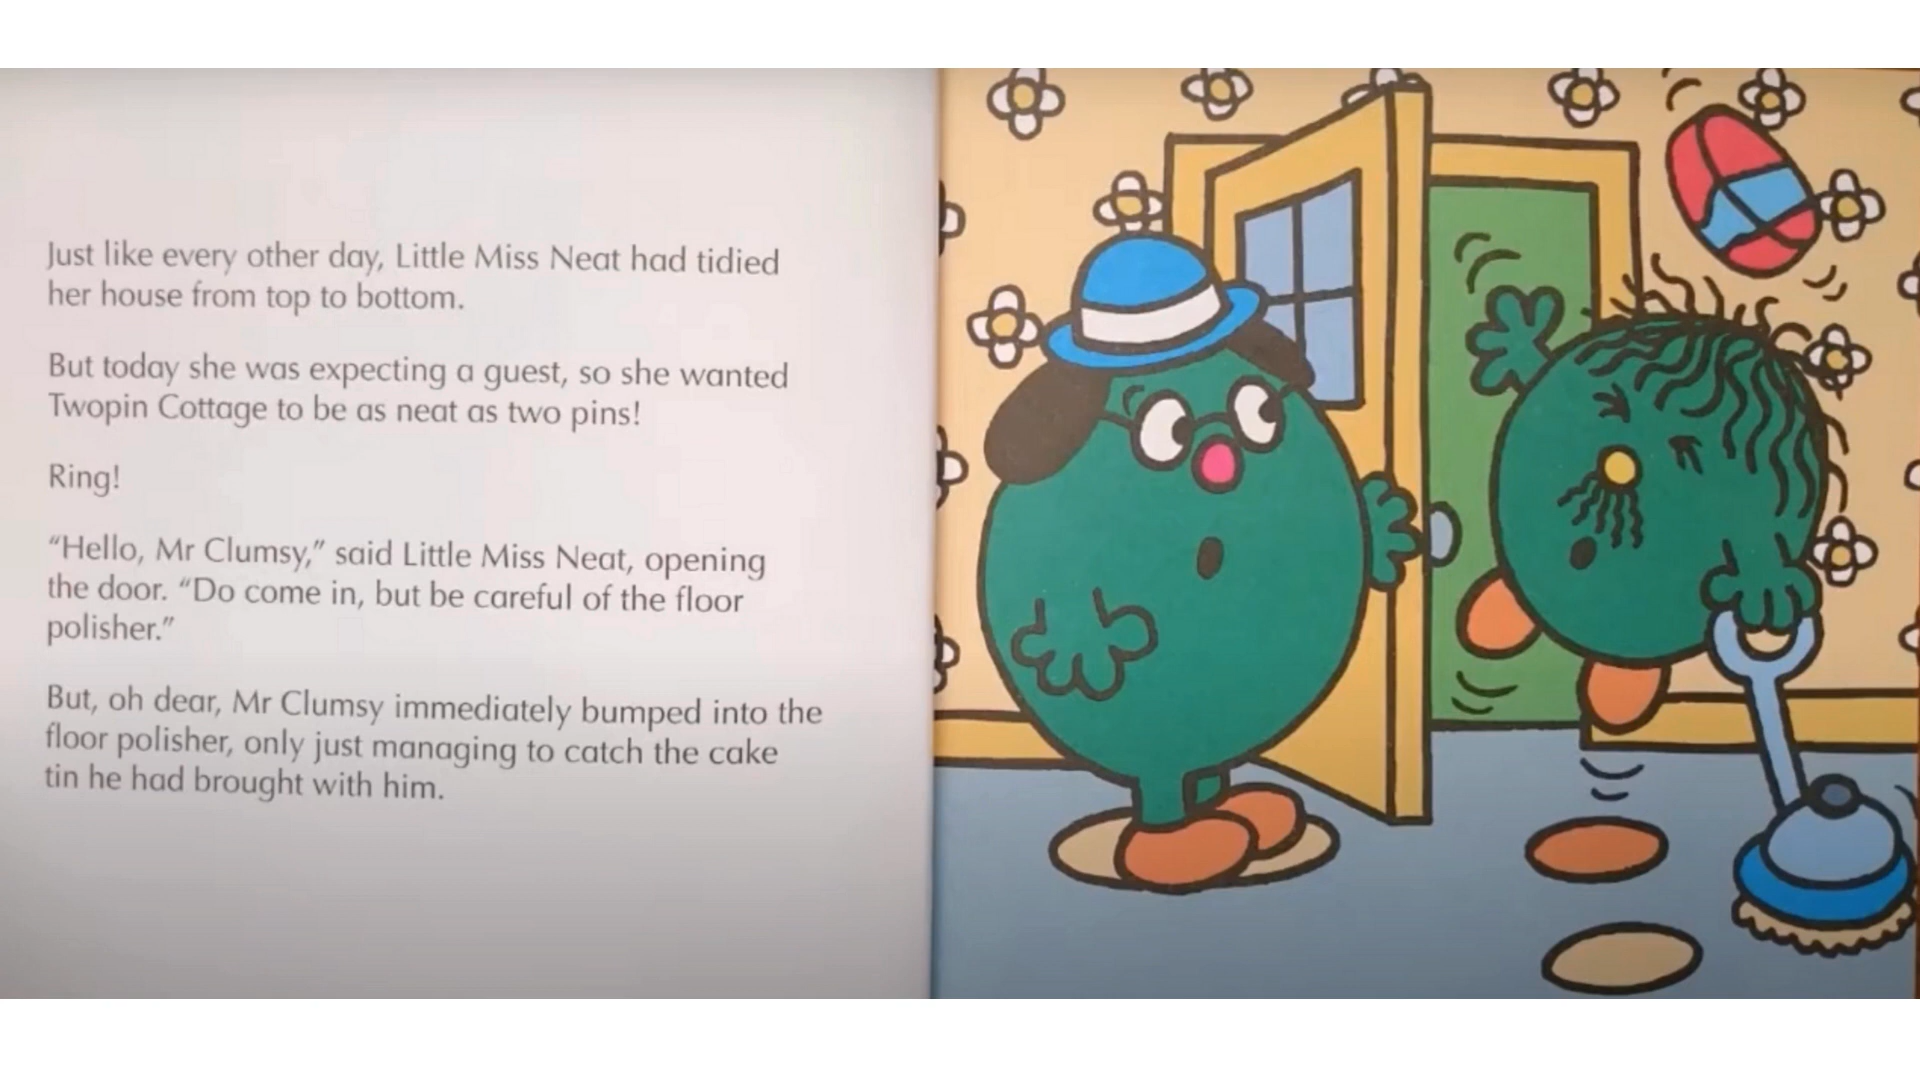 Just like every other day, Little Miss Neat had tidied
her house from top to bottom.
But today she was expecting a guest, so she wanted
Twopin Cottage to be as neat as two pins!
Ring!
“Hello, Mr Clumsy,” said Little Miss Neat, opening
the door. “Do come in, but be careful of the floor
polisher.”
But, oh dear, Mr Clumsy immediately bumped into the
floor polisher, only just managing to catch the cake
tin he had brought with him.